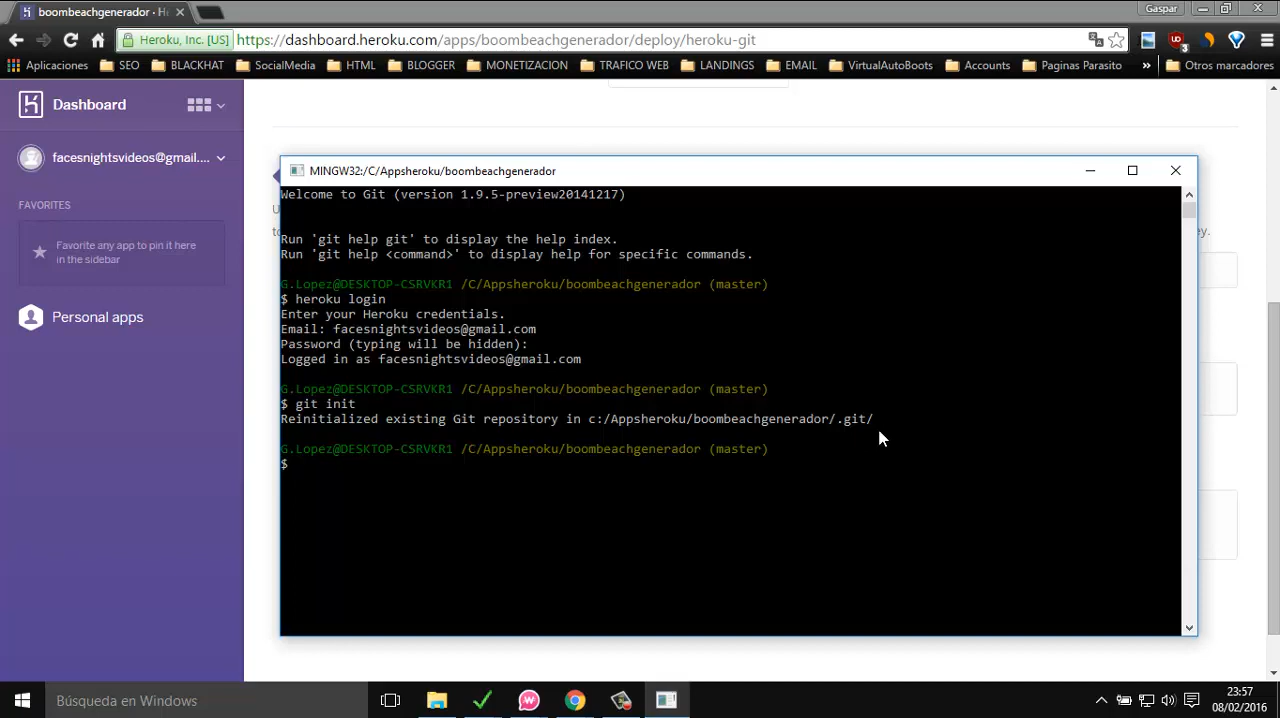 boombeachgenerador · H
Gaspar
Heroku, Inc. [US]
https://dashboard.heroku.com/apps/boombeachgenerador/deploy/heroku-git
3
Aplicaciones
SEO
BLACKHAT
SocialMedia
HTML
BLOGGER
MONETIZACION
TRAFICO WEB
LANDINGS
EMAIL
VirtualAutoBoots
Accounts
Paginas Parasito
»
Otros marcadores
Dashboard
facesnightsvideos@gmail....
FAVORITES
Favorite any app to pin it here
in the sidebar
Personal apps
MINGW32:/C/Appsheroku/boombeachgenerador
Welcome to Git (version 1.9.5-preview20141217)
Run 'git help git' to display the help index.
Run 'git help <command>' to display help for specific commands.
G.Lopez@DESKTOP-CSRVKR1 /C/Appsheroku/boombeachgenerador (master)
$ heroku login
Enter your Heroku credentials.
Email: facesnightsvideos@gmail.com
Password (typing will be hidden):
Logged in as facesnightsvideos@gmail.com
G.Lopez@DESKTOP-CSRVKR1 /C/Appsheroku/boombeachgenerador (master)
$ git init
Reinitialized existing Git repository in c:/Appsheroku/boombeachgenerador/.git/
G.Lopez@DESKTOP-CSRVKR1 /C/Appsheroku/boombeachgenerador (master)
$
Búsqueda en Windows
23:57
08/02/2016